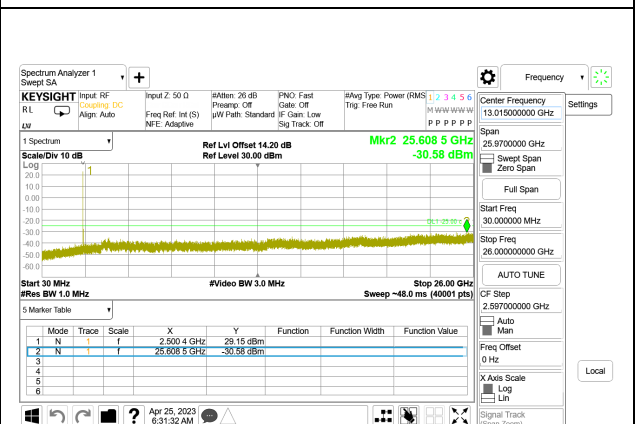 Spectrum Analyzer 1
Swept SA
Frequency
KEYSIGHT
RL
LXI
Input: RF
Coupling: DC
Align: Auto
Input Z: 50 Ω
Freq Ref: Int (S)
NFE: Adaptive
#Atten: 26 dB
Preamp: Off
µW Path: Standard
PNO: Fast
Gate: Off
IF Gain: Low
Sig Track: Off
#Avg Type: Power (RMS
Trig: Free Run
1 2 3 4 5 6
M W W W W W
P P P P P P
Center Frequency
13.015000000 GHz
Settings
Span
25.9700000 GHz
Swept Span
Zero Span
Full Span
Start Freq
30.000000 MHz
Stop Freq
26.000000000 GHz
AUTO TUNE
CF Step
2.597000000 GHz
Auto
Man
Freq Offset
0 Hz
X Axis Scale
Log
Lin
Signal Track
(Span Zoom)
Local
1 Spectrum
Scale/Div 10 dB
Ref Lvl Offset 14.20 dB
Ref Level 30.00 dBm
Mkr2 25.608 5 GHz
-30.58 dBm
Log
20.0
10.0
0.00
-10.0
-20.0
-30.0
-40.0
-50.0
-60.0
1
Start 30 MHz
#Res BW 1.0 MHz
#Video BW 3.0 MHz
Stop 26.00 GHz
Sweep ~48.0 ms (40001 pts)
5 Marker Table
Mode Trace Scale X Y Function Function Width Function Value
1 N 1 f 2.500 4 GHz 29.15 dBm
2 N 1 f 25.608 5 GHz -30.58 dBm
3
4
5
6
?
Apr 25, 2023
6:31:32 AM